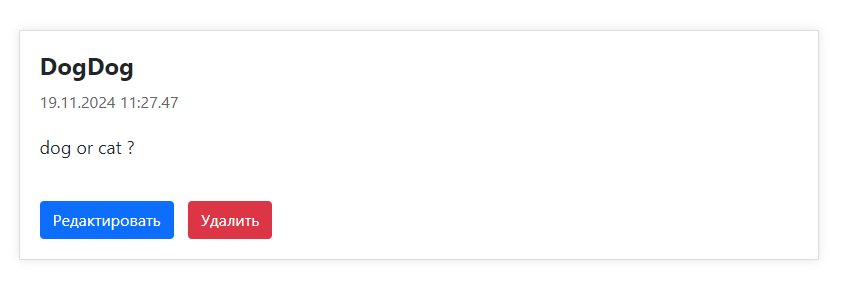 DogDog
19.11.2024 11:27.47
dog or cat ?
Редактировать Удалить